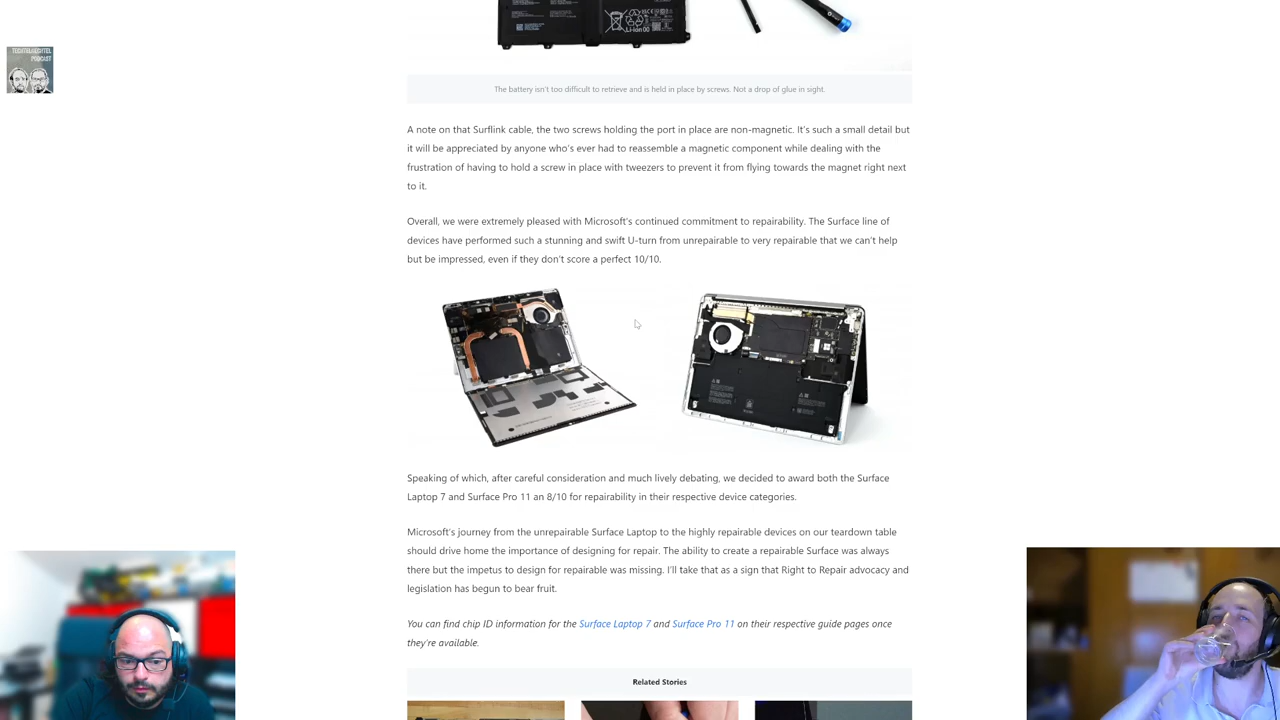 TECHTELMECHTEL
PODCAST
Li-ion 00
The battery isn't too difficult to retrieve and is held in place by screws. Not a drop of glue in sight.
A note on that Surflink cable, the two screws holding the port in place are non-magnetic. It's such a small detail but
it will be appreciated by anyone who's ever had to reassemble a magnetic component while dealing with the
frustration of having to hold a screw in place with tweezers to prevent it from flying towards the magnet right next
to it.
Overall, we were extremely pleased with Microsoft's continued commitment to repairability. The Surface line of
devices have performed such a stunning and swift U-turn from unrepairable to very repairable that we can't help
but be impressed, even if they don't score a perfect 10/10.
Speaking of which, after careful consideration and much lively debating, we decided to award both the Surface
Laptop 7 and Surface Pro 11 an 8/10 for repairability in their respective device categories.
Microsoft's journey from the unrepairable Surface Laptop to the highly repairable devices on our teardown table
should drive home the importance of designing for repair. The ability to create a repairable Surface was always
there but the impetus to design for repairable was missing. I'll take that as a sign that Right to Repair advocacy and
legislation has begun to bear fruit.
You can find chip ID information for the Surface Laptop 7 and Surface Pro 11 on their respective guide pages once
they're available.
Related Stories